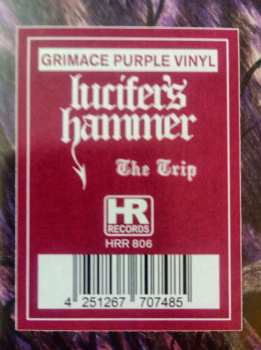 GRIMACE PURPLE VINYL
lucifer's
hammer
The Trip
HR
RECORDS
HRR 806
4 251267 707485